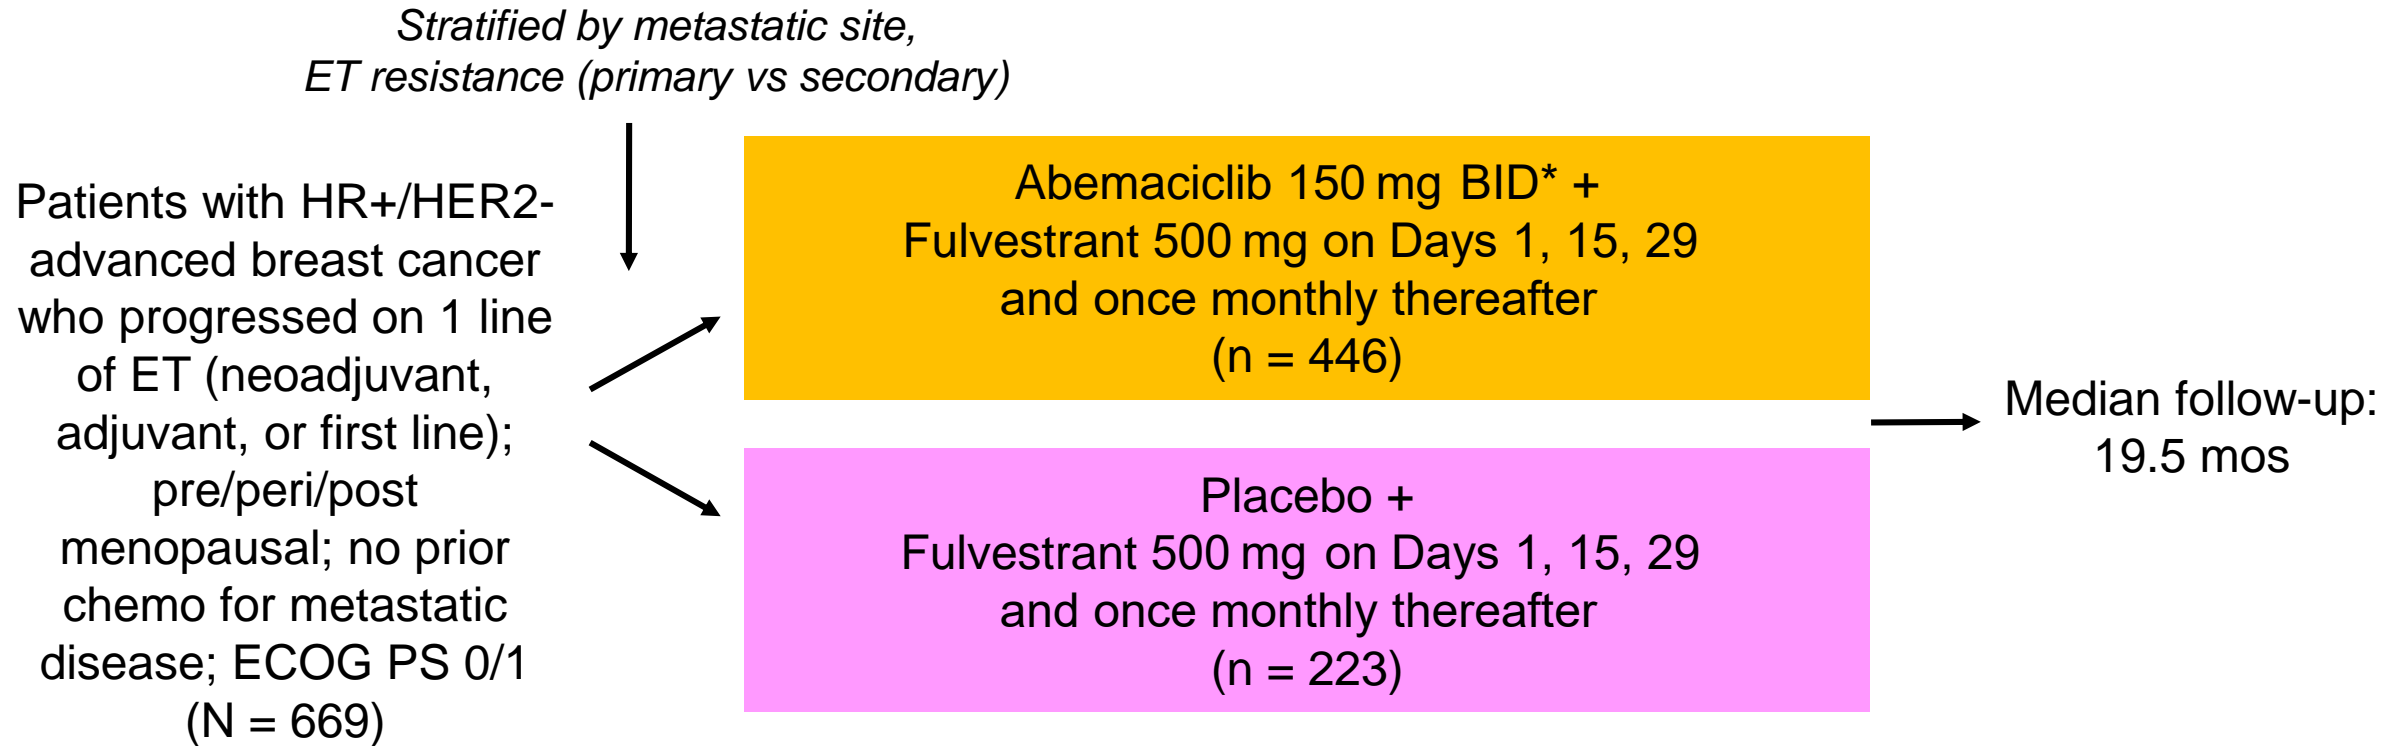 Stratified by metastatic site,
ET resistance (primary vs secondary)
Patients with HR+/HER2-
advanced breast cancer
who progressed on 1 line
of ET (neoadjuvant,
adjuvant, or first line);
pre/peri/post
menopausal; no prior
chemo for metastatic
disease; ECOG PS 0/1
(N = 669)
Abemaciclib 150 mg BID* +
Fulvestrant 500 mg on Days 1, 15, 29
and once monthly thereafter
(n = 446)
Placebo +
Fulvestrant 500 mg on Days 1, 15, 29
and once monthly thereafter
(n = 223)
Median follow-up:
19.5 mos